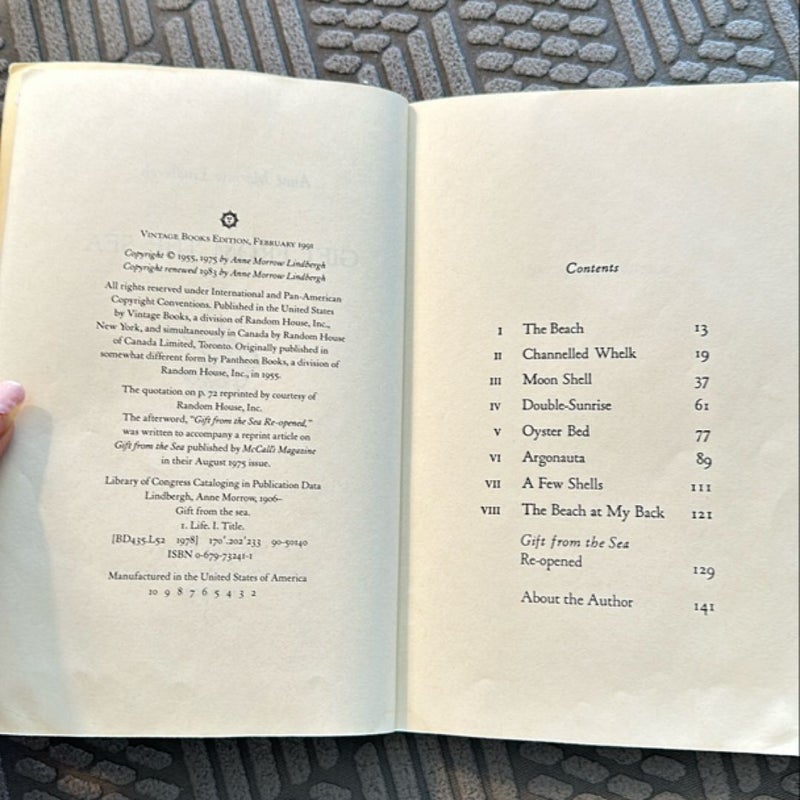 Vintage Books Edition, February 1991
Copyright © 1955, 1975 by Anne Morrow Lindbergh
Copyright renewed 1983 by Anne Morrow Lindbergh
All rights reserved under International and Pan-American
Copyright Conventions. Published in the United States
by Vintage Books, a division of Random House, Inc.,
New York, and simultaneously in Canada by Random House
of Canada Limited, Toronto. Originally published in
somewhat different form by Pantheon Books, a division of
Random House, Inc., in 1955.
The quotation on p. 72 reprinted by courtesy of
Random House, Inc.
The afterword, "Gift from the Sea Re-opened,"
was written to accompany a reprint article on
Gift from the Sea published by McCall's Magazine
in their August 1975 issue.
Library of Congress Cataloging in Publication Data
Lindbergh, Anne Morrow, 1906–
Gift from the sea.
1. Life. I. Title.
[BD435.L52 1978] 170'.202'233 90-50140
ISBN 0-679-73241-1
Manufactured in the United States of America
10 9 8 7 6 5 4 3 2
Contents
I The Beach 13
II Channelled Whelk 19
III Moon Shell 37
IV Double-Sunrise 61
V Oyster Bed 77
VI Argonauta 89
VII A Few Shells 111
VIII The Beach at My Back 121
Gift from the Sea
Re-opened 129
About the Author 141